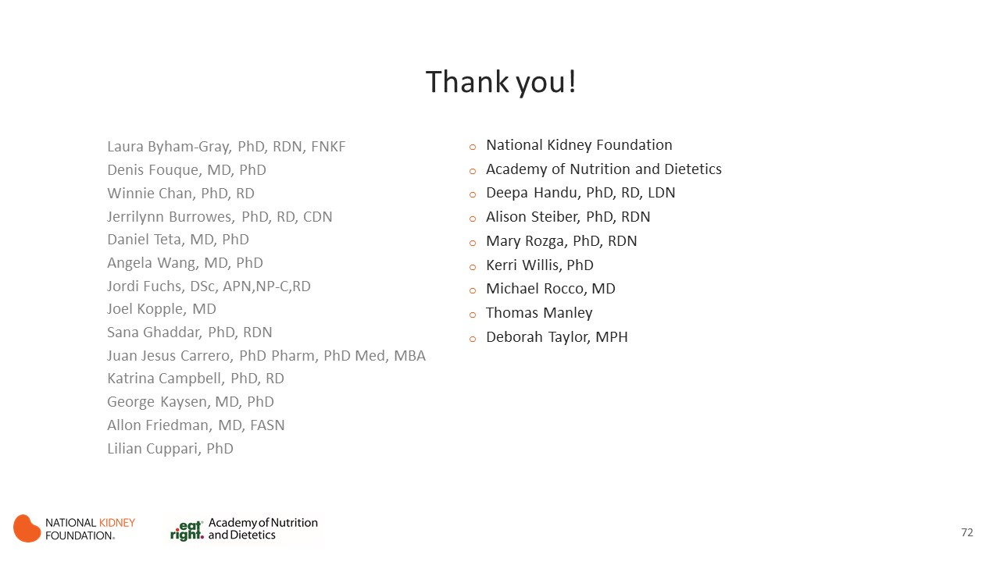 Thank you!
Laura Byham-Gray, PhD, RDN, FNKF
Denis Fouque, MD, PhD
Winnie Chan, PhD, RD
Jerrilynn Burrowes, PhD, RD, CDN
Daniel Teta, MD, PhD
Angela Wang, MD, PhD
Jordi Fuchs, DSc, APN,NP-C,RD
Joel Kopple, MD
Sana Ghaddar, PhD, RDN
Juan Jesus Carrero, PhD Pharm, PhD Med, MBA
Katrina Campbell, PhD, RD
George Kaysen, MD, PhD
Allon Friedman, MD, FASN
Lilian Cuppari, PhD
National Kidney Foundation
Academy of Nutrition and Dietetics
Deepa Handu, PhD, RD, LDN
Alison Steiber, PhD, RDN
Mary Rozga, PhD, RDN
Kerri Willis, PhD
Michael Rocco, MD
Thomas Manley
Deborah Taylor, MPH
NATIONAL KIDNEY
FOUNDATION®
eat
right.
Academy of Nutrition
and Dietetics
72